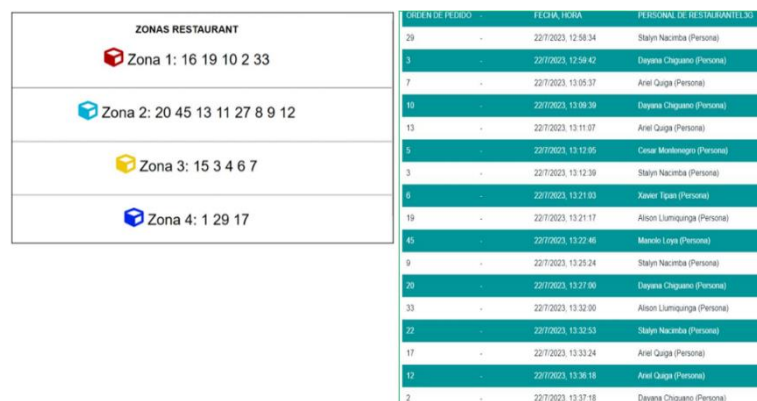 ZONAS RESTAURANT
Zona 1: 16 19 10 2 33
Zona 2: 20 45 13 11 27 8 9 12
Zona 3: 15 3 4 6 7
Zona 4: 1 29 17
ORDEN DE PEDIDO - FECHA, HORA PERSONAL DE RESTAURANTEL3G
29 - 22/7/2023, 12:58:34 Stalyn Nacimba (Persona)
3 - 22/7/2023, 12:59:42 Dayana Chiguano (Persona)
7 - 22/7/2023, 13:05:37 Ariel Quiga (Persona)
10 - 22/7/2023, 13:09:39 Dayana Chiguano (Persona)
13 - 22/7/2023, 13:11:07 Ariel Quiga (Persona)
5 - 22/7/2023, 13:12:05 Cesar Montenegro (Persona)
3 - 22/7/2023, 13:12:39 Stalyn Nacimba (Persona)
6 - 22/7/2023, 13:21:03 Xavier Tipan (Persona)
19 - 22/7/2023, 13:21:17 Alison Llumiquinga (Persona)
45 - 22/7/2023, 13:22:46 Manolo Loya (Persona)
9 - 22/7/2023, 13:25:24 Stalyn Nacimba (Persona)
20 - 22/7/2023, 13:27:00 Dayana Chiguano (Persona)
33 - 22/7/2023, 13:32:00 Alison Llumiquinga (Persona)
22 - 22/7/2023, 13:32:53 Stalyn Nacimba (Persona)
17 - 22/7/2023, 13:33:24 Ariel Quiga (Persona)
12 - 22/7/2023, 13:36:18 Ariel Quiga (Persona)
2 - 22/7/2023, 13:37:18 Dayana Chiguano (Persona)